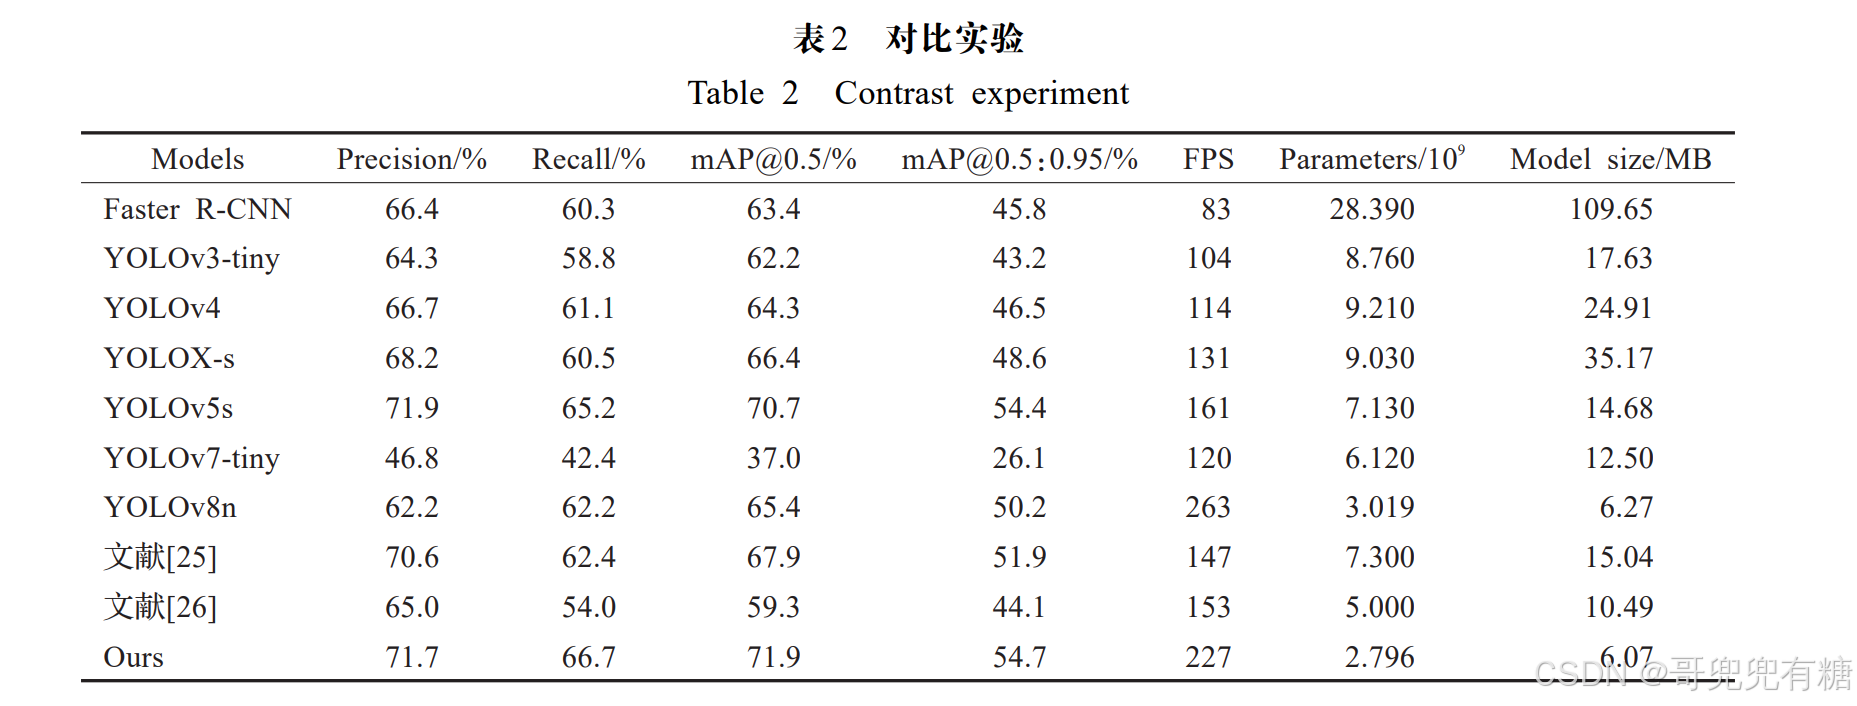 表2 对比实验
Table 2 Contrast experiment
Models Precision/% Recall/% mAP@0.5/% mAP@0.5:0.95/% FPS Parameters/10⁹ Model size/MB
Faster R-CNN 66.4 60.3 63.4 45.8 83 28.390 109.65
YOLOv3-tiny 64.3 58.8 62.2 43.2 104 8.760 17.63
YOLOv4 66.7 61.1 64.3 46.5 114 9.210 24.91
YOLOX-s 68.2 60.5 66.4 48.6 131 9.030 35.17
YOLOv5s 71.9 65.2 70.7 54.4 161 7.130 14.68
YOLOv7-tiny 46.8 42.4 37.0 26.1 120 6.120 12.50
YOLOv8n 62.2 62.2 65.4 50.2 263 3.019 6.27
文献[25] 70.6 62.4 67.9 51.9 147 7.300 15.04
文献[26] 65.0 54.0 59.3 44.1 153 5.000 10.49
Ours 71.7 66.7 71.9 54.7 227 2.796 6.07
CSDN @哥兜兜有糖